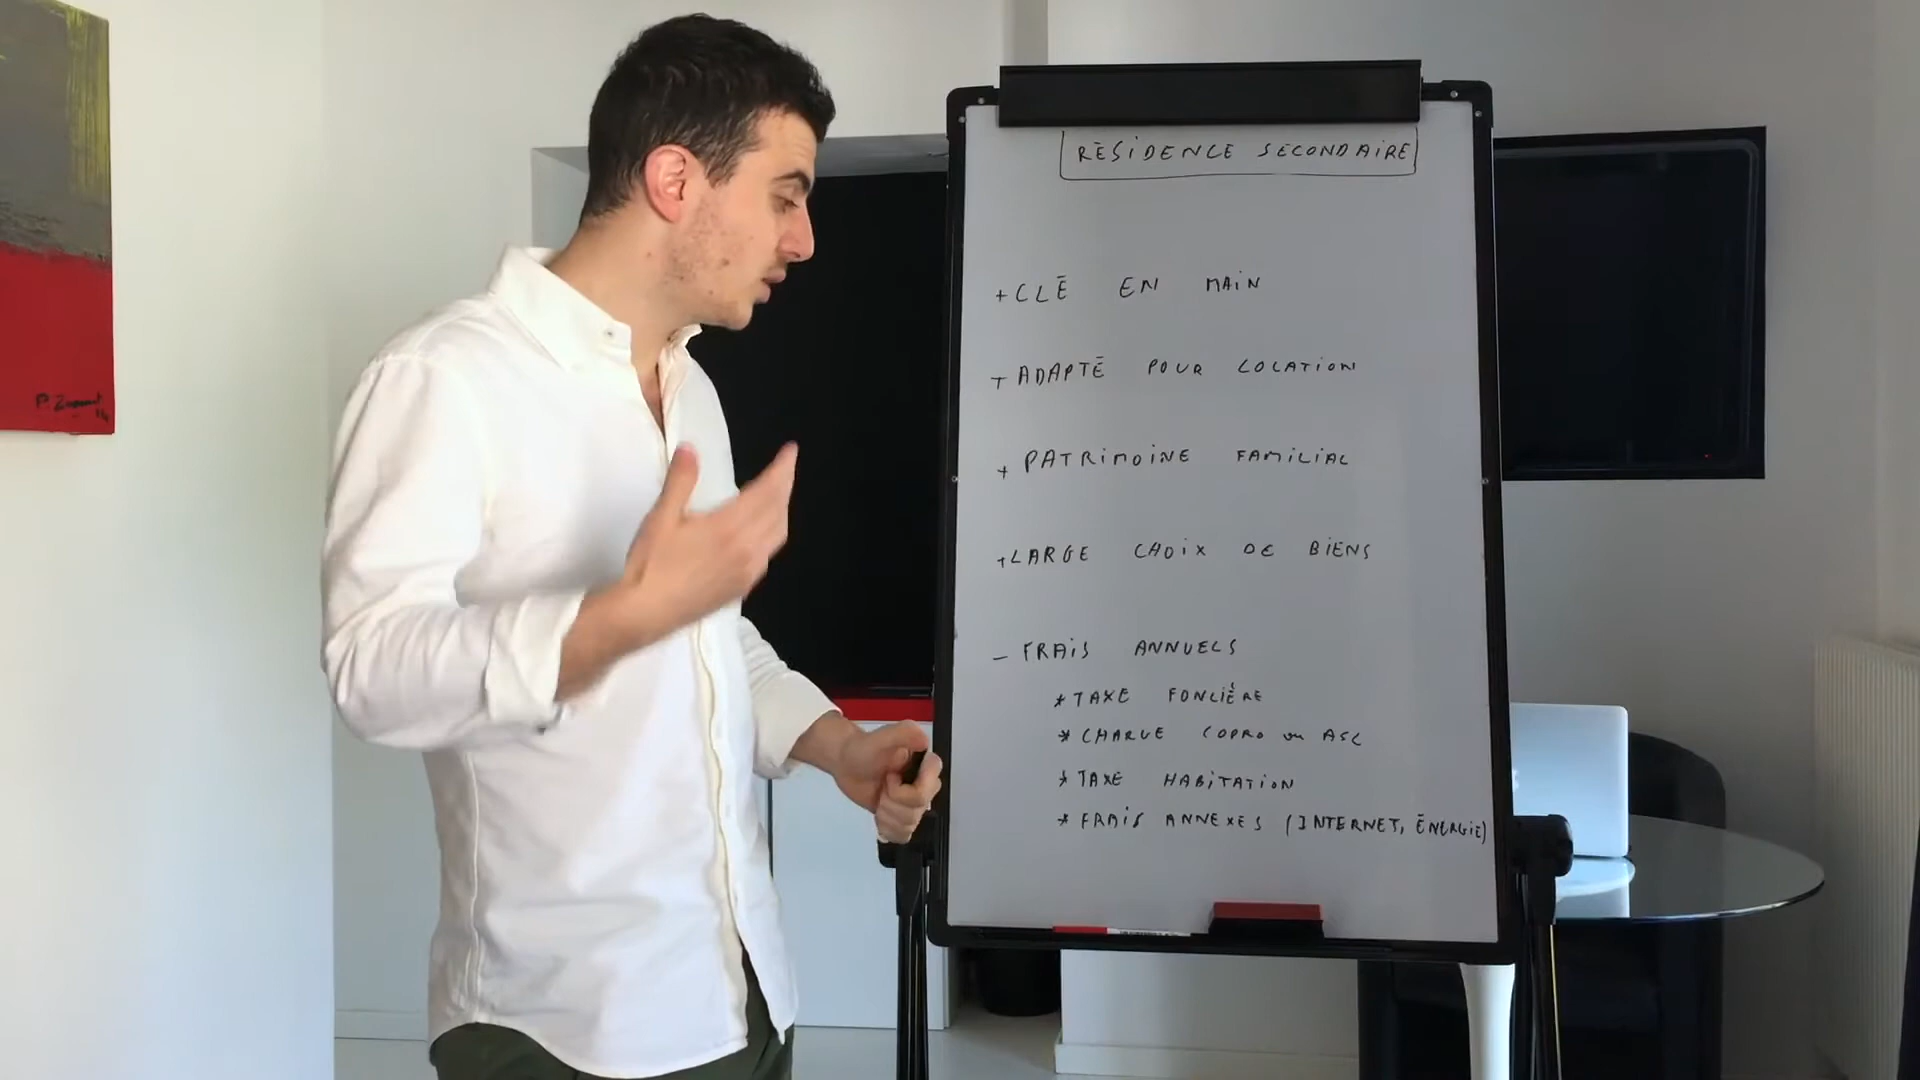 RÉSIDENCE SECONDAIRE
+ CLÉ EN MAIN
+ ADAPTÉ POUR LOCATION
+ PATRIMOINE FAMILIAL
+ LARGE CHOIX DE BIENS
- FRAIS ANNUELS
* TAXE FONCIÈRE
* CHARGE COPRO ou ASL
* TAXE HABITATION
* FRAIS ANNEXES (INTERNET, ÉNERGIE)